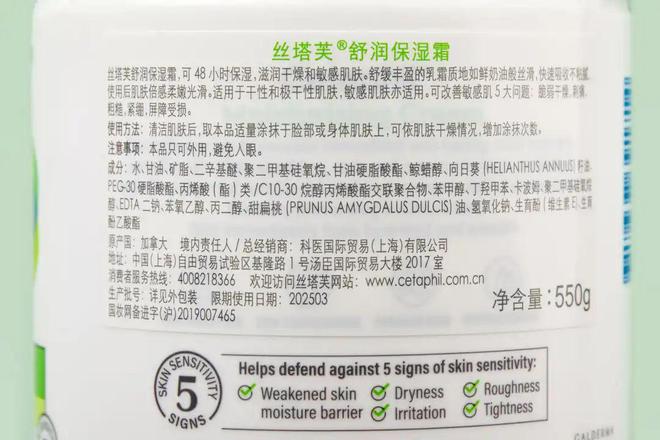 丝塔芙®舒润保湿霜
丝塔芙舒润保湿霜,可48小时保湿,滋润干燥和敏感肌肤。舒缓丰盈的乳霜质地如鲜奶油般丝滑,快速吸收不粘腻,
使用后肌肤倍感柔嫩光滑。适用于干性和极干性肌肤,敏感肌肤亦适用。可改善敏感肌5大问题: 脆弱干燥,刺痛,
粗糙,紧绷,屏障受损。
使用方法: 清洁肌肤后,取本品适量涂抹于脸部或身体肌肤上,可依肌肤干燥情况,增加涂抹次数。
注意事项: 本品只可外用,避免入眼。
成分: 水、甘油、矿脂、二辛基醚、聚二甲基硅氧烷、甘油硬脂酸酯、鲸蜡醇、向日葵(HELIANTHUS ANNUUS)籽油、
PEG-30硬脂酸酯、丙烯酸(酯)类/C10-30烷醇丙烯酸酯交联聚合物、苯甲醇、丁羟甲苯、卡波姆、聚二甲基硅氧烷
醇、EDTA二钠、苯氧乙醇、丙二醇、甜扁桃(PRUNUS AMYGDALUS DULCIS)油、氢氧化钠、生育酚(维生素E)、生育
酚乙酸酯
原产国: 加拿大 境内责任人/总经销商: 科医国际贸易(上海)有限公司
地址: 中国(上海)自由贸易试验区基隆路1号汤臣国际贸易大楼2017室
消费者服务热线: 4008218366 欢迎访问丝塔芙网站: www.cetaphil.com.cn
生产批号: 详见外包装 限期使用日期: 202503
国妆网备进字(沪)2019007465
净含量: 550g
SKIN SENSITIVITY
5
SIGNS
Helps defend against 5 signs of skin sensitivity:
Weakened skin moisture barrier
Dryness
Irritation
Roughness
Tightness
GALDERMA